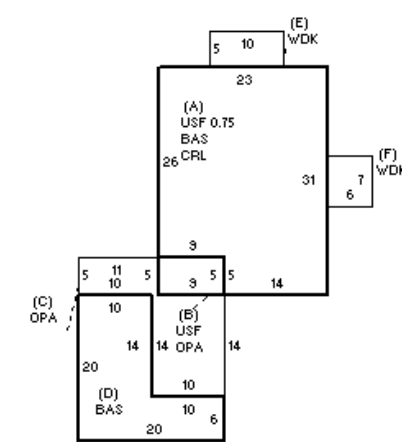 (E)
WDK
5 10
23
(A)
USF 0.75
BAS
CRL
26
31
(F)
WDK
7
6
9
5 11 5
10
9 5 5
14
(C)
OPA
10
(B)
USF
OPA
14 14 14
20
(D)
BAS
10
10
6
20